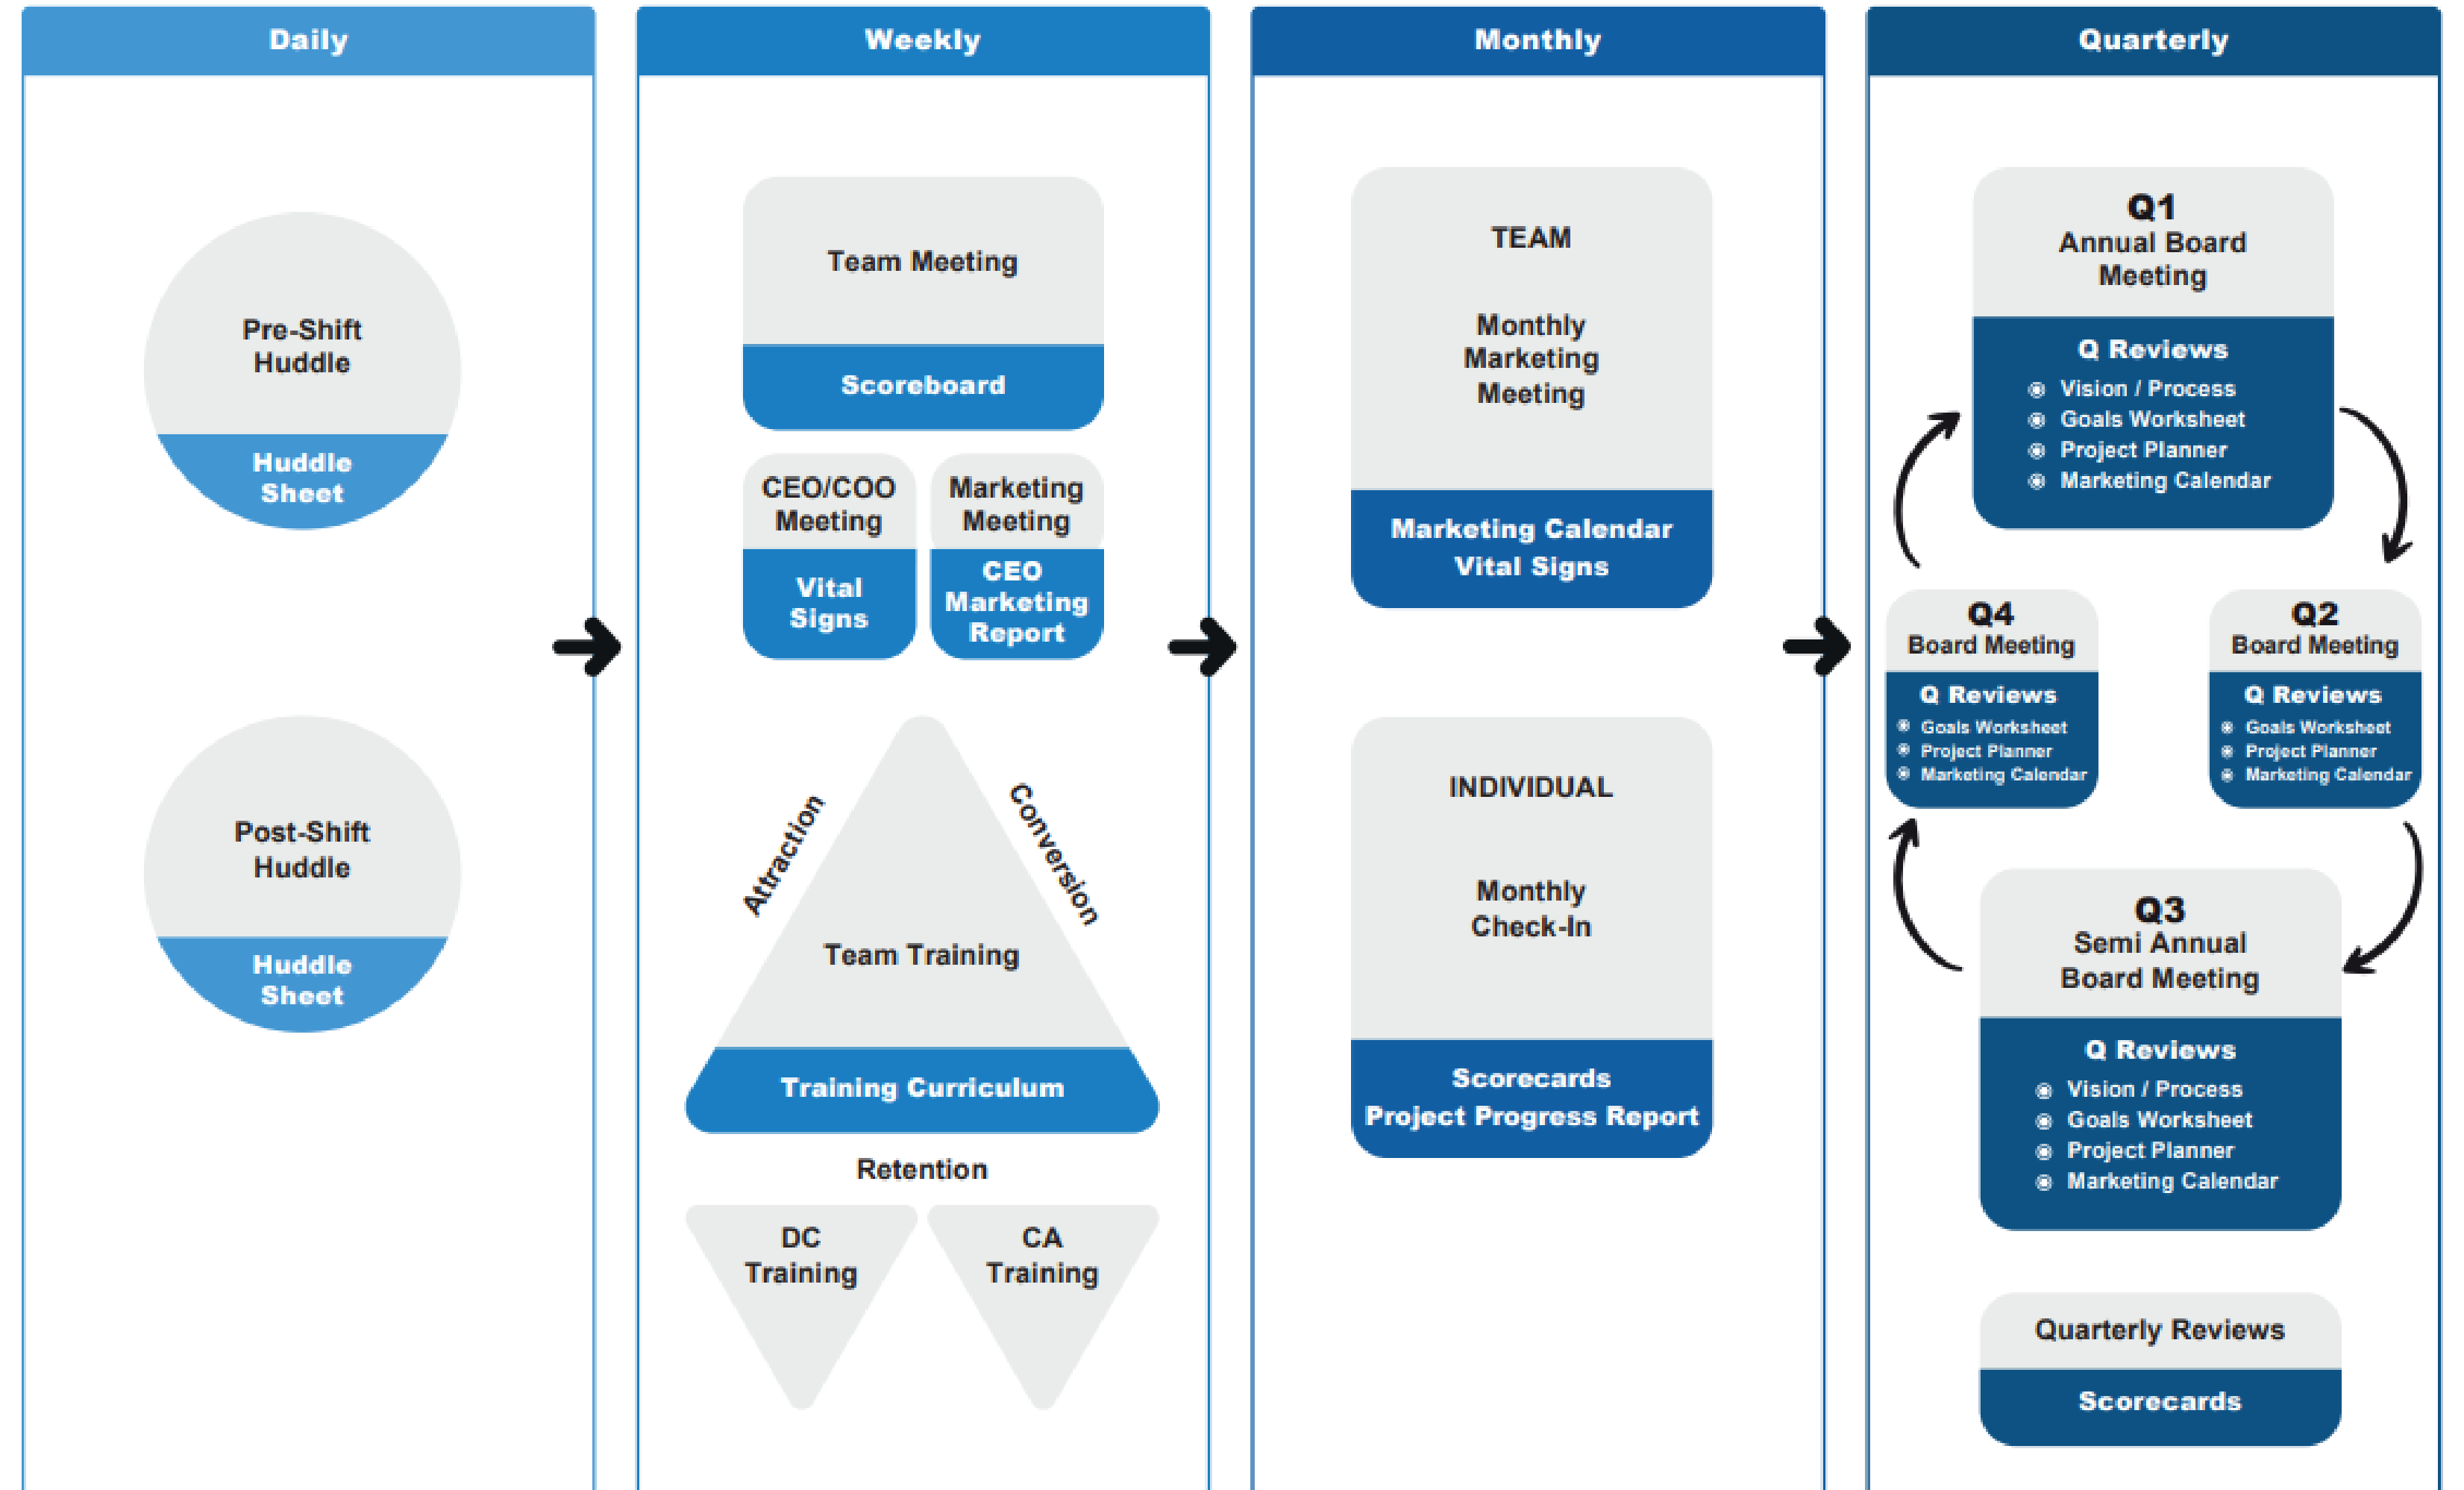 Daily
Pre-Shift
Huddle
Huddle
Sheet
Post-Shift
Huddle
Huddle
Sheet
Weekly
Team Meeting
Scoreboard
CEO/COO
Meeting
Vital
Signs
Marketing
Meeting
CEO
Marketing
Report
Attraction
Conversion
Team Training
Training Curriculum
Retention
DC
Training
CA
Training
Monthly
TEAM
Monthly
Marketing
Meeting
Marketing Calendar
Vital Signs
INDIVIDUAL
Monthly
Check-In
Scorecards
Project Progress Report
Quarterly
Q1
Annual Board
Meeting
Q Reviews
Vision / Process
Goals Worksheet
Project Planner
Marketing Calendar
Q4
Board Meeting
Q Reviews
Goals Worksheet
Project Planner
Marketing Calendar
Q2
Board Meeting
Q Reviews
Goals Worksheet
Project Planner
Marketing Calendar
Q3
Semi Annual
Board Meeting
Q Reviews
Vision / Process
Goals Worksheet
Project Planner
Marketing Calendar
Quarterly Reviews
Scorecards